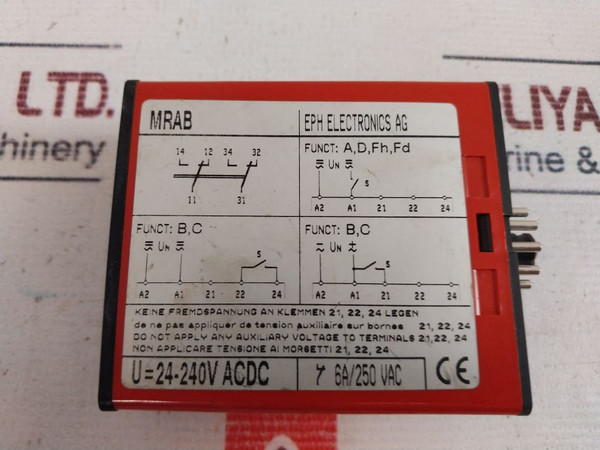 LTD.
hinery
LIYA
rine &
MRAB
EPH ELECTRONICS AG
14 12 34 32
11 31
FUNCT: A,D,Fh,Fd
UN
S
A2 A1 21 22 24
FUNCT: B,C
UN
S
A2 A1 21 22 24
FUNCT: B,C
UN
S
A2 A1 21 22 24
KEINE FREMDSPANNUNG AN KLEMMEN 21, 22, 24 LEGEN
de ne pas appliquer de tension auxiliaire sur bornes 21, 22, 24
DO NOT APPLY ANY AUXILIARY VOLTAGE TO TERMINALS 21,22, 24
NON APPLICARE TENSIONE AI MORSETTI 21, 22, 24
U=24-240V ACDC
6A/250 VAC
CE